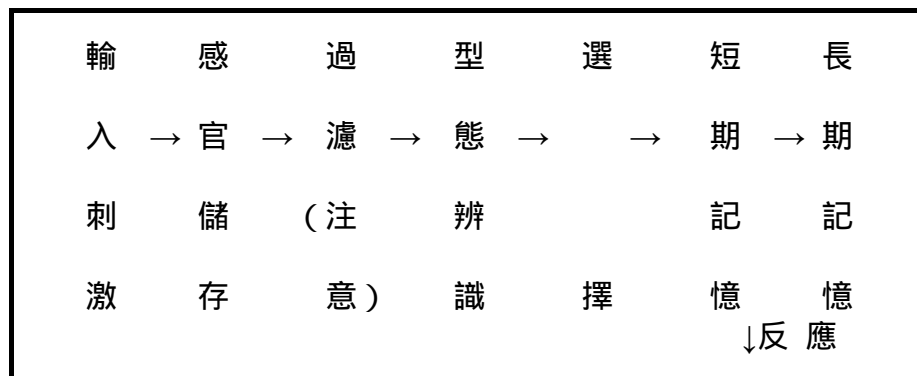 輸入刺激
→
感官儲存
→
過濾(注意)
→
型態辨識
→
選擇
→
短期記憶
→
長期記憶
↓反 應